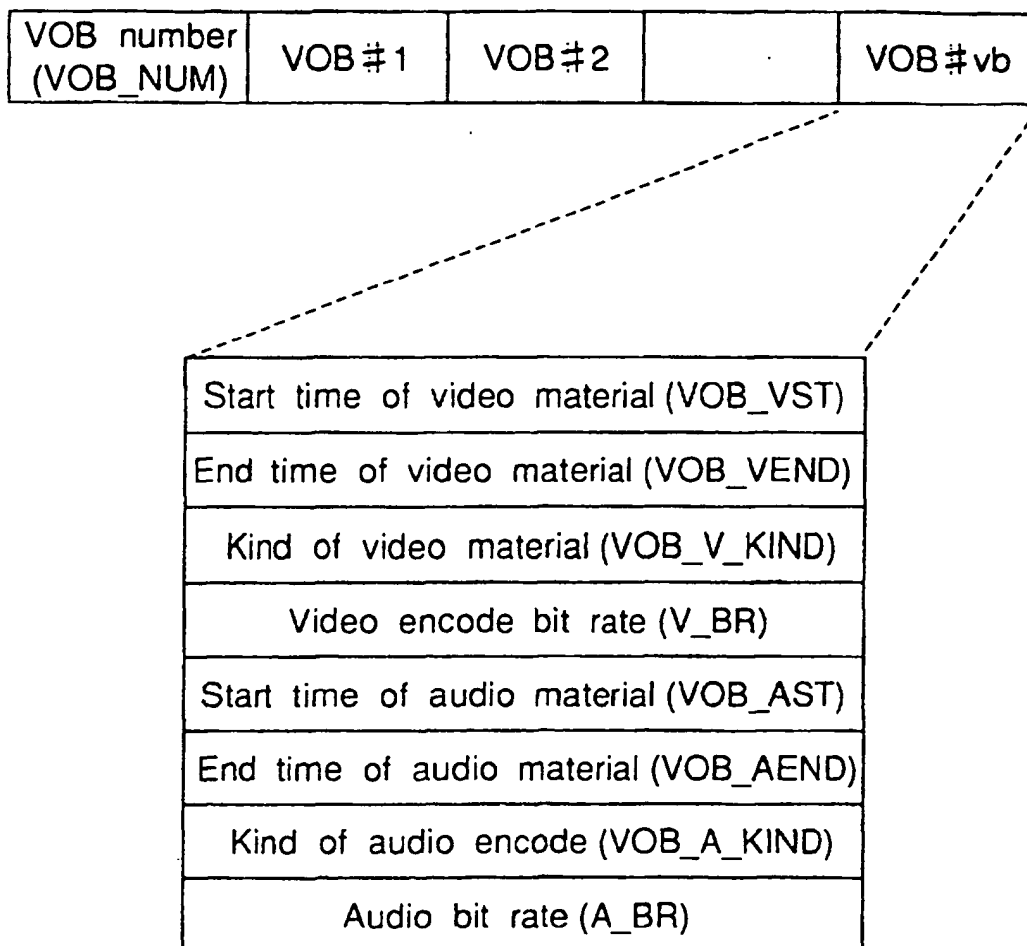 VOB number
(VOB_NUM)
VOB#1
VOB#2
VOB#vb
Start time of video material (VOB_VST)
End time of video material (VOB_VEND)
Kind of video material (VOB_V_KIND)
Video encode bit rate (V_BR)
Start time of audio material (VOB_AST)
End time of audio material (VOB_AEND)
Kind of audio encode (VOB_A_KIND)
Audio bit rate (A_BR)